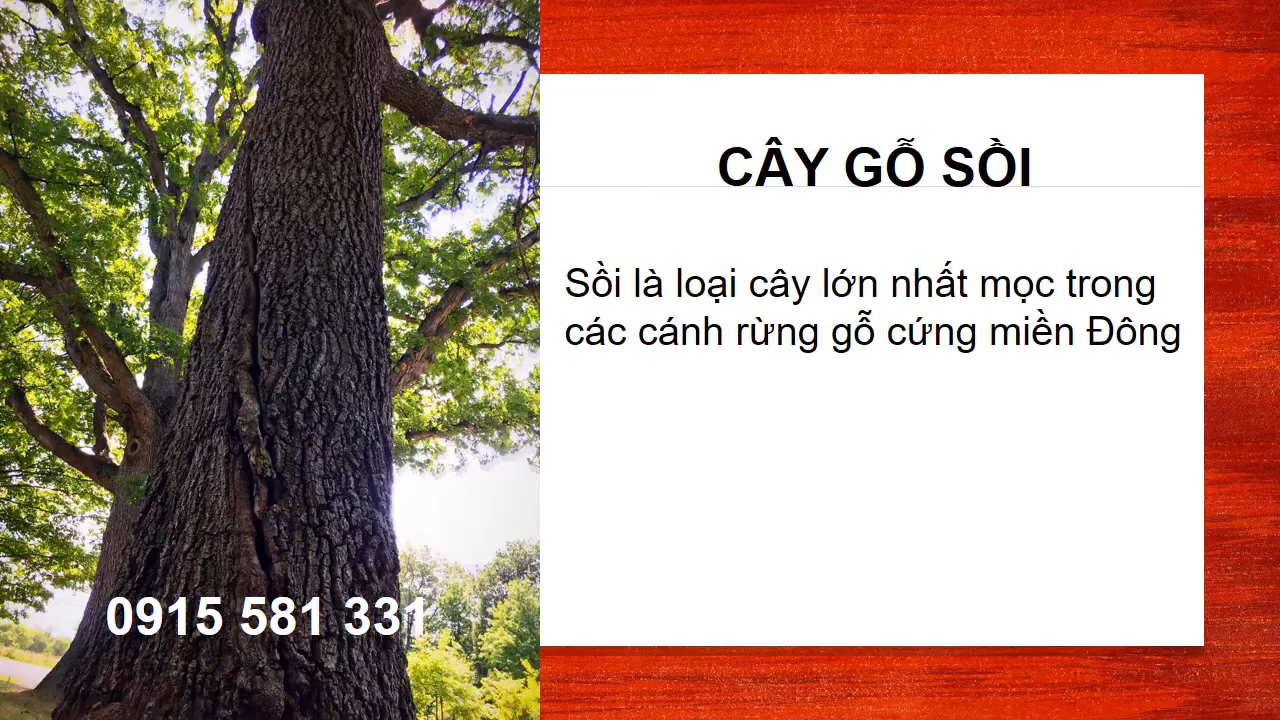 CÂY GỖ SỒI
Sồi là loại cây lớn nhất mọc trong
các cánh rừng gỗ cứng miền Đông
0915 581 331